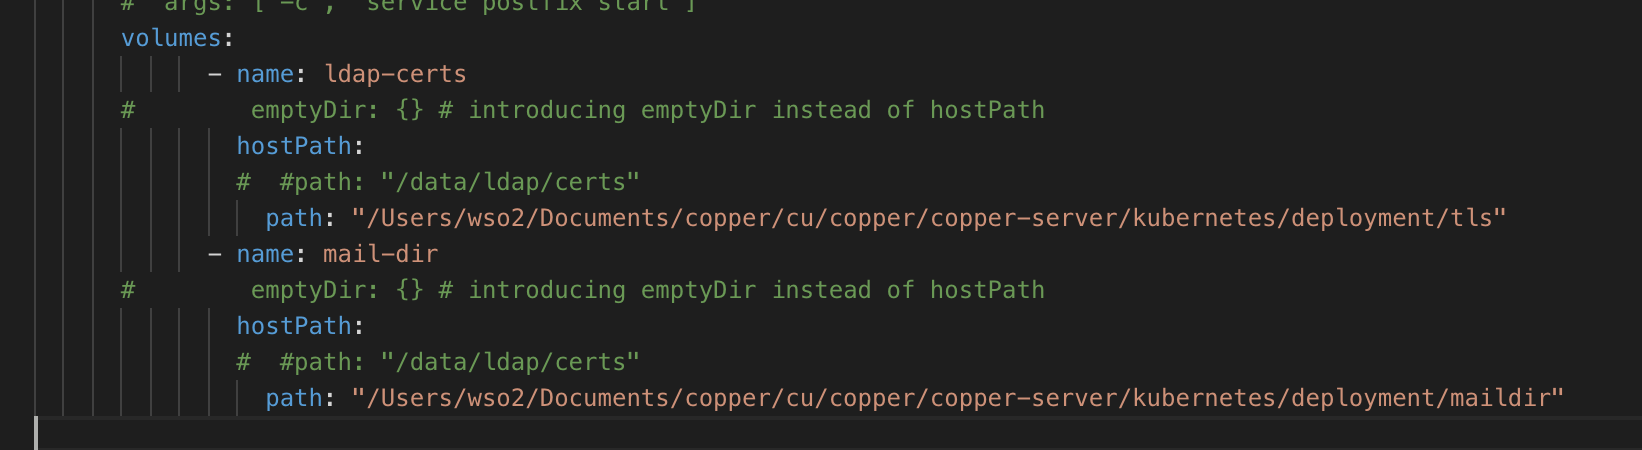 # args: ["-c", "service postfix start"]
volumes:
- name: ldap-certs
# emptyDir: {} # introducing emptyDir instead of hostPath
hostPath:
# #path: "/data/ldap/certs"
path: "/Users/wso2/Documents/copper/cu/copper/copper-server/kubernetes/deployment/tls"
- name: mail-dir
# emptyDir: {} # introducing emptyDir instead of hostPath
hostPath:
# #path: "/data/ldap/certs"
path: "/Users/wso2/Documents/copper/cu/copper/copper-server/kubernetes/deployment/maildir"